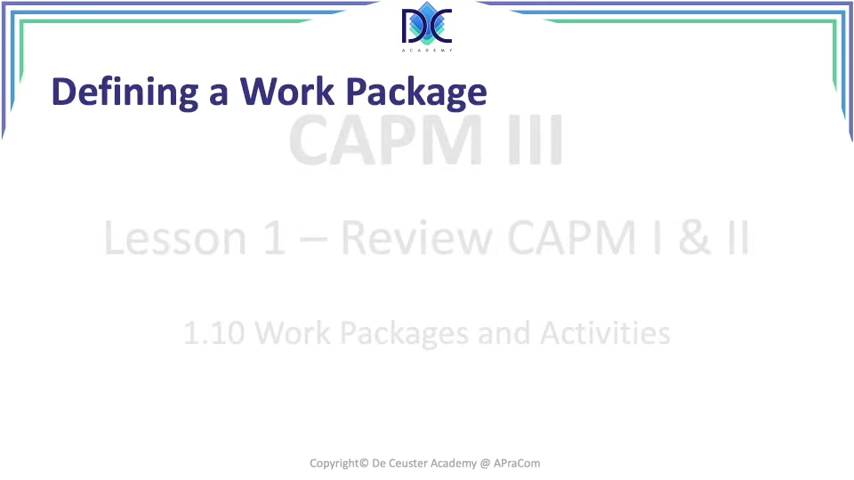 DC
ACADEMY
Defining a Work Package
CAPM III
Lesson 1 – Review CAPM I & II
1.10 Work Packages and Activities
Copyright© De Ceuster Academy @ APraCom